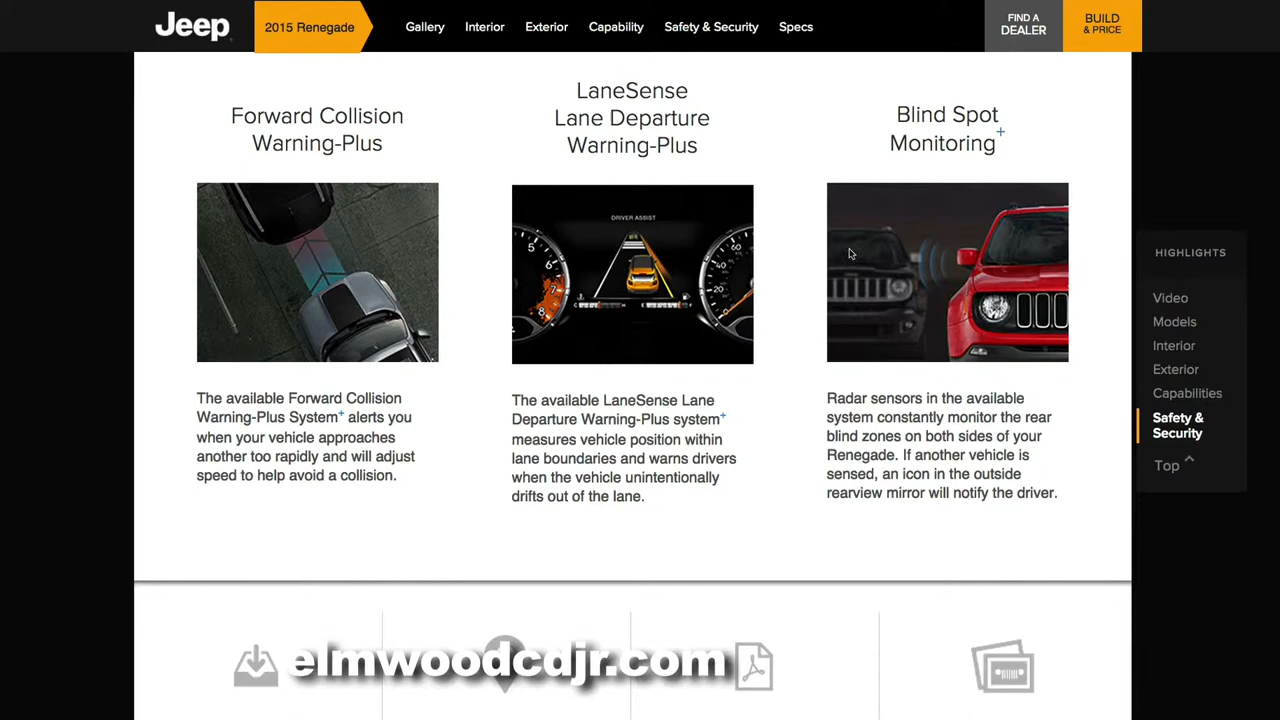 Jeep
2015 Renegade
Gallery
Interior
Exterior
Capability
Safety & Security
Specs
FIND A
DEALER
BUILD
& PRICE
Forward Collision
Warning-Plus
LaneSense
Lane Departure
Warning-Plus
Blind Spot
Monitoring+
DRIVER ASSIST
The available Forward Collision
Warning-Plus System+ alerts you
when your vehicle approaches
another too rapidly and will adjust
speed to help avoid a collision.
The available LaneSense Lane
Departure Warning-Plus system+
measures vehicle position within
lane boundaries and warns drivers
when the vehicle unintentionally
drifts out of the lane.
Radar sensors in the available
system constantly monitor the rear
blind zones on both sides of your
Renegade. If another vehicle is
sensed, an icon in the outside
rearview mirror will notify the driver.
HIGHLIGHTS
Video
Models
Interior
Exterior
Capabilities
Safety &
Security
Top
elmwoodcdjr.com